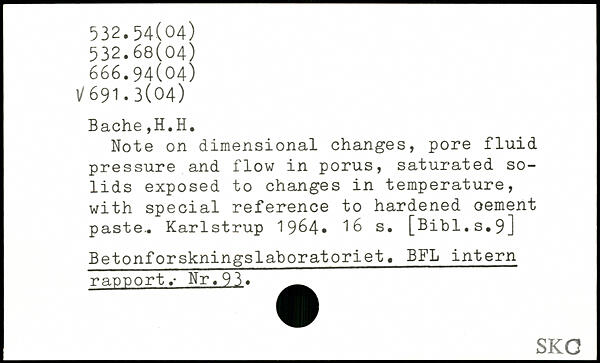 532.54(04)
532.68(04)
666.94(04)
√691.3(04)
Bache,H.H.
Note on dimensional changes, pore fluid
pressure and flow in porus, saturated so-
lids exposed to changes in temperature,
with special reference to hardened cement
paste. Karlstrup 1964. 16 s. [Bibl.s.9]
Betonforskningslaboratoriet. BFL intern
rapport. Nr.93.
SKC